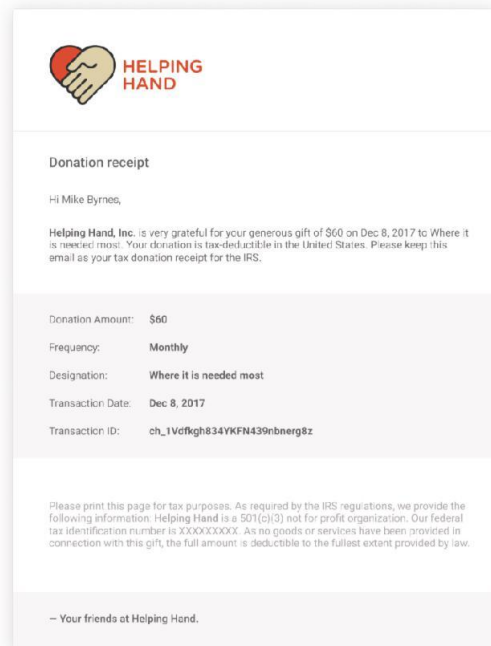 HELPING
HAND
Donation receipt
Hi Mike Byrnes,
Helping Hand, Inc. is very grateful for your generous gift of $60 on Dec 8, 2017 to Where it
is needed most. Your donation is tax-deductible in the United States. Please keep this
email as your tax donation receipt for the IRS.
Donation Amount: $60
Frequency: Monthly
Designation: Where it is needed most
Transaction Date: Dec 8, 2017
Transaction ID: ch_1Vdfkgh834YKFN439nbnerg8z
Please print this page for tax purposes. As required by the IRS regulations, we provide the
following information: Helping Hand is a 501(c)(3) not for profit organization. Our federal
tax identification number is XXXXXXXXX. As no goods or services have been provided in
connection with this gift, the full amount is deductible to the fullest extent provided by law.
— Your friends at Helping Hand.